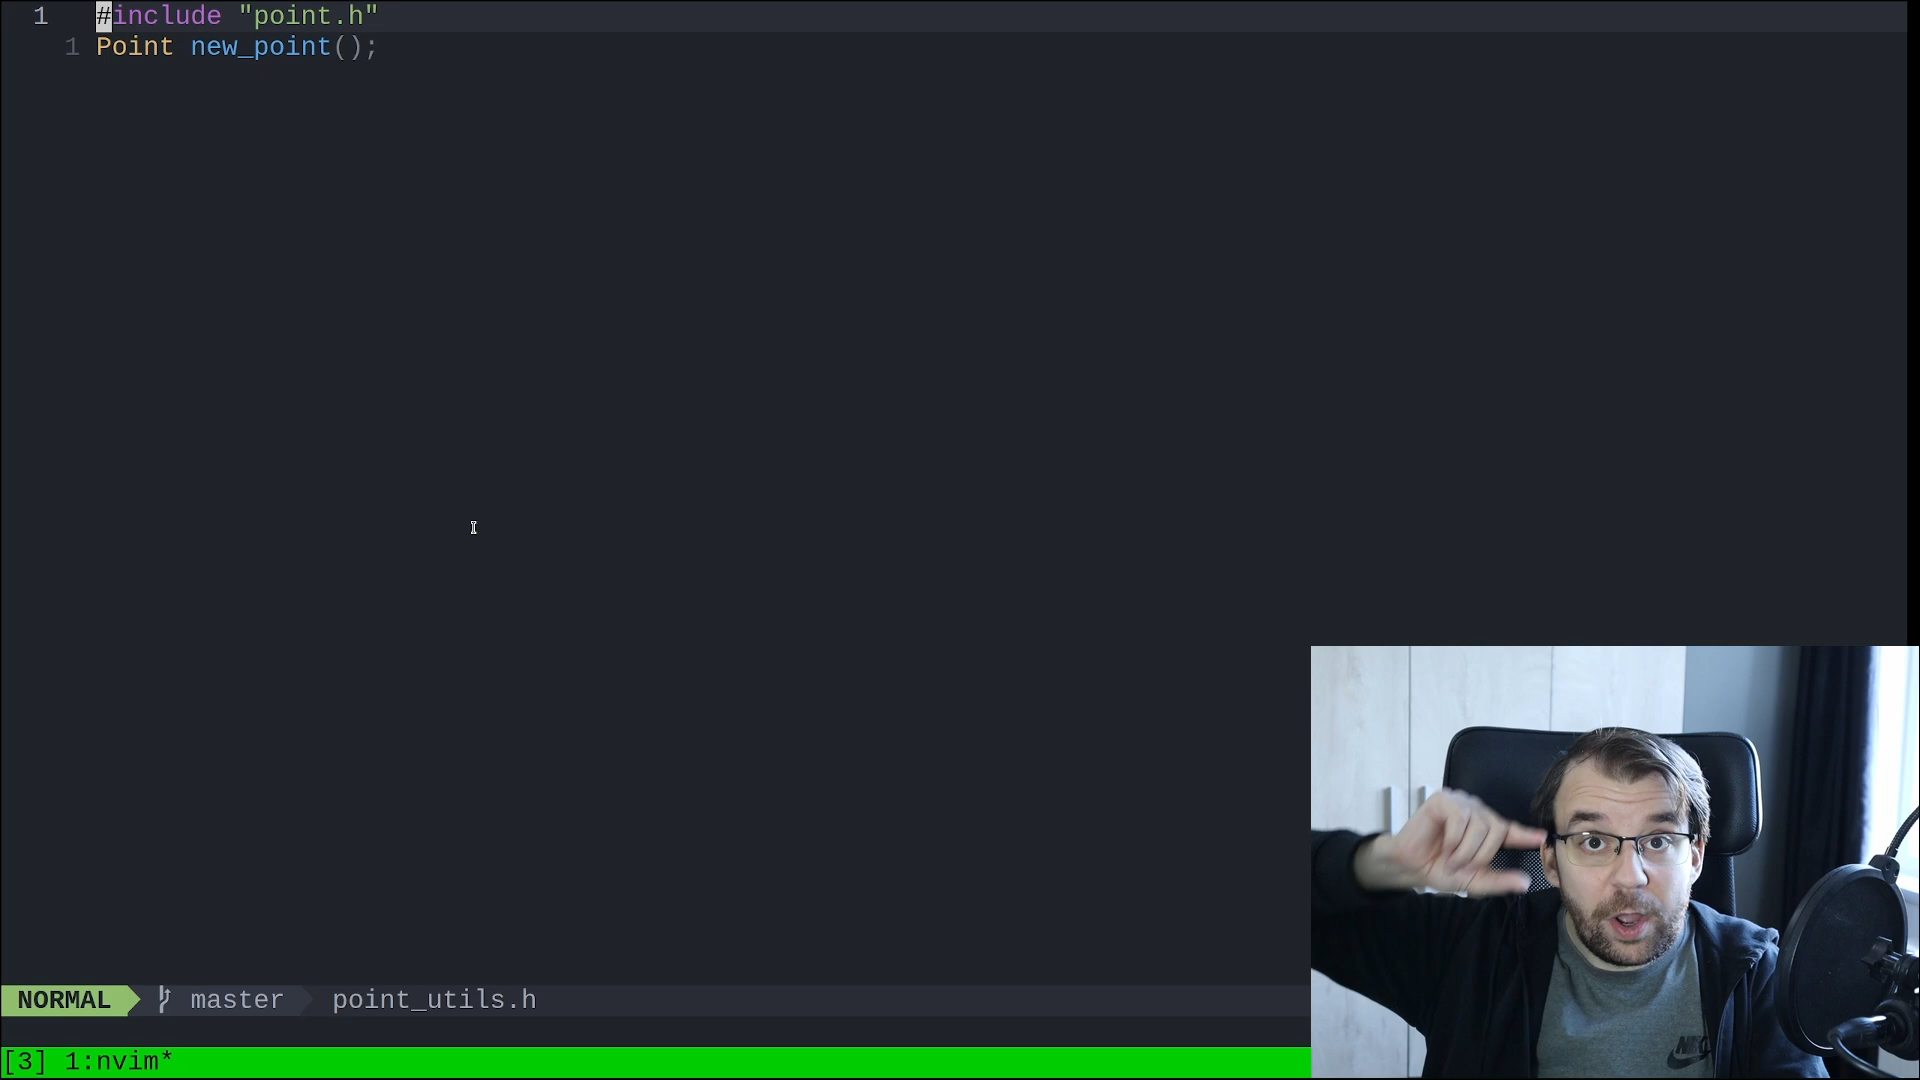 1 #include "point.h"
1 Point new_point();
NORMAL master point_utils.h
[3] 1:nvim*